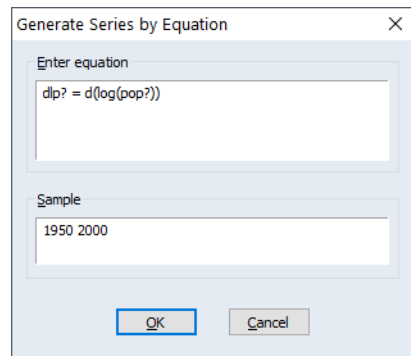 Generate Series by Equation
Enter equation
dlp? = d(log(pop?))
Sample
1950 2000
OK
Cancel